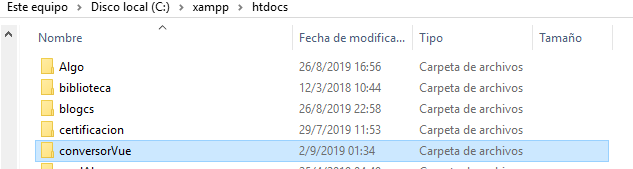 Este equipo > Disco local (C:) > xampp > htdocs
Nombre Fecha de modifica... Tipo Tamaño
Algo 26/8/2019 16:56 Carpeta de archivos
biblioteca 12/3/2018 10:44 Carpeta de archivos
blogcs 26/8/2019 22:58 Carpeta de archivos
certificacion 29/7/2019 11:53 Carpeta de archivos
conversorVue 2/9/2019 01:34 Carpeta de archivos